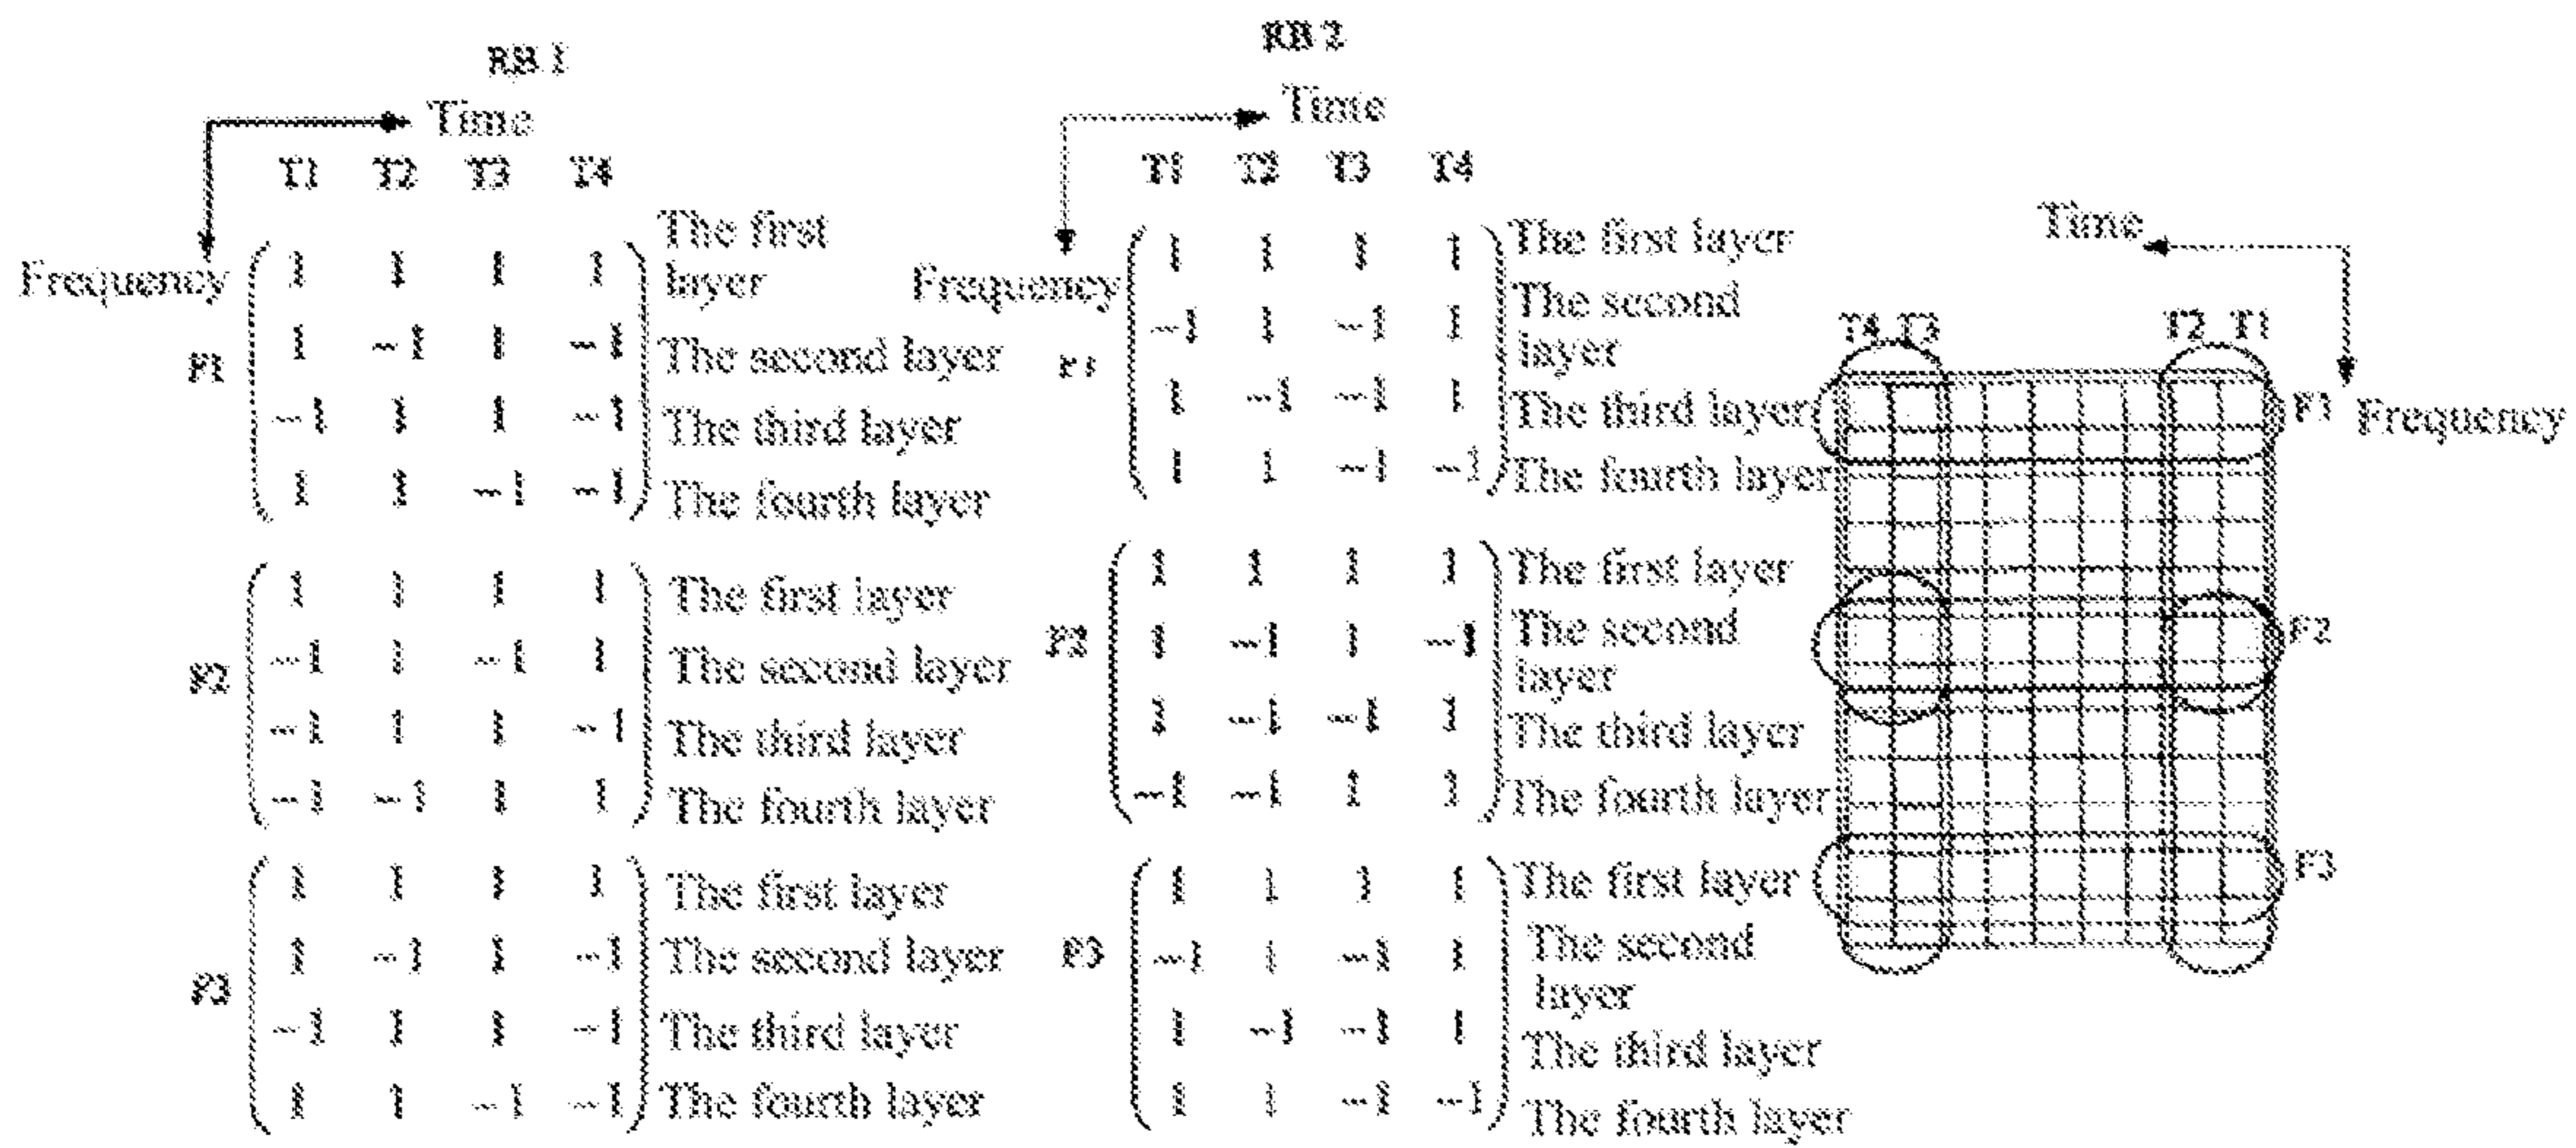 RB 1
Time
T1 T2 T3 T4
Frequency
F1
1 1 1 1 The first layer
1 -1 1 -1 The second layer
-1 1 1 -1 The third layer
1 1 -1 -1 The fourth layer
F2
1 1 1 1 The first layer
-1 1 -1 1 The second layer
-1 1 1 -1 The third layer
-1 -1 1 1 The fourth layer
F3
1 1 1 1 The first layer
1 -1 1 -1 The second layer
-1 1 1 -1 The third layer
1 1 -1 -1 The fourth layer
RB 2
Time
T1 T2 T3 T4
Frequency
F1
1 1 1 1 The first layer
-1 1 -1 1 The second layer
1 -1 -1 1 The third layer
1 1 -1 -1 The fourth layer
F2
1 1 1 1 The first layer
1 -1 1 -1 The second layer
1 -1 -1 1 The third layer
-1 -1 1 1 The fourth layer
F3
1 1 1 1 The first layer
-1 1 -1 1 The second layer
1 -1 -1 1 The third layer
1 1 -1 -1 The fourth layer
Time
T4 T3 T2 T1
F1 Frequency
F2
F3